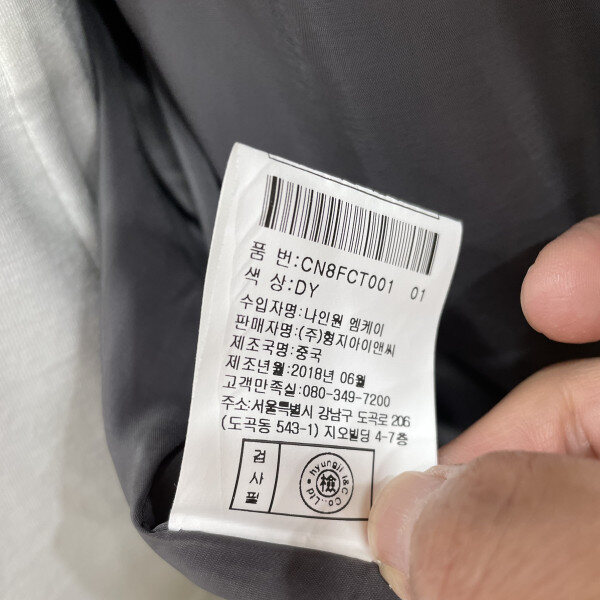 품 번:CN8FCT001 01
색 상:DY
수입자명:나인원 엠케이
판매자명:(주)형지아이앤씨
제조국명:중국
제조년월:2018년 06월
고객만족실:080-349-7200
주소:서울특별시 강남구 도곡로 206
(도곡동 543-1) 지오빌딩 4-7층
검사필
hyungji I&C Co.,Ltd
檢